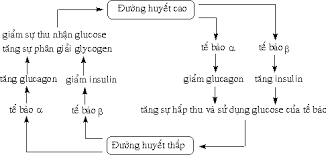 Đường huyết cao
giảm sự thu nhận glucose
tăng sự phân giải glycogen
tế bào α
tế bào β
tăng glucagon
giảm insulin
giảm glucagon
tăng insulin
tế bào α
tế bào β
tăng sự hấp thu và sử dụng glucose của tế bào
Đường huyết thấp